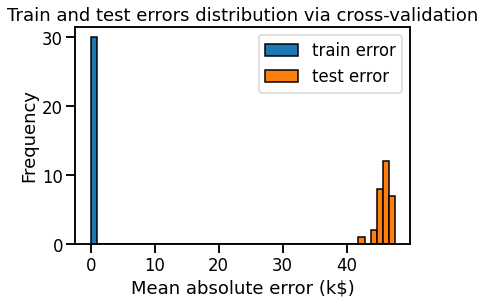 Train and test errors distribution via cross-validation
train error
test error
30
20
10
0
Frequency
0 10 20 30 40
Mean absolute error (k$)